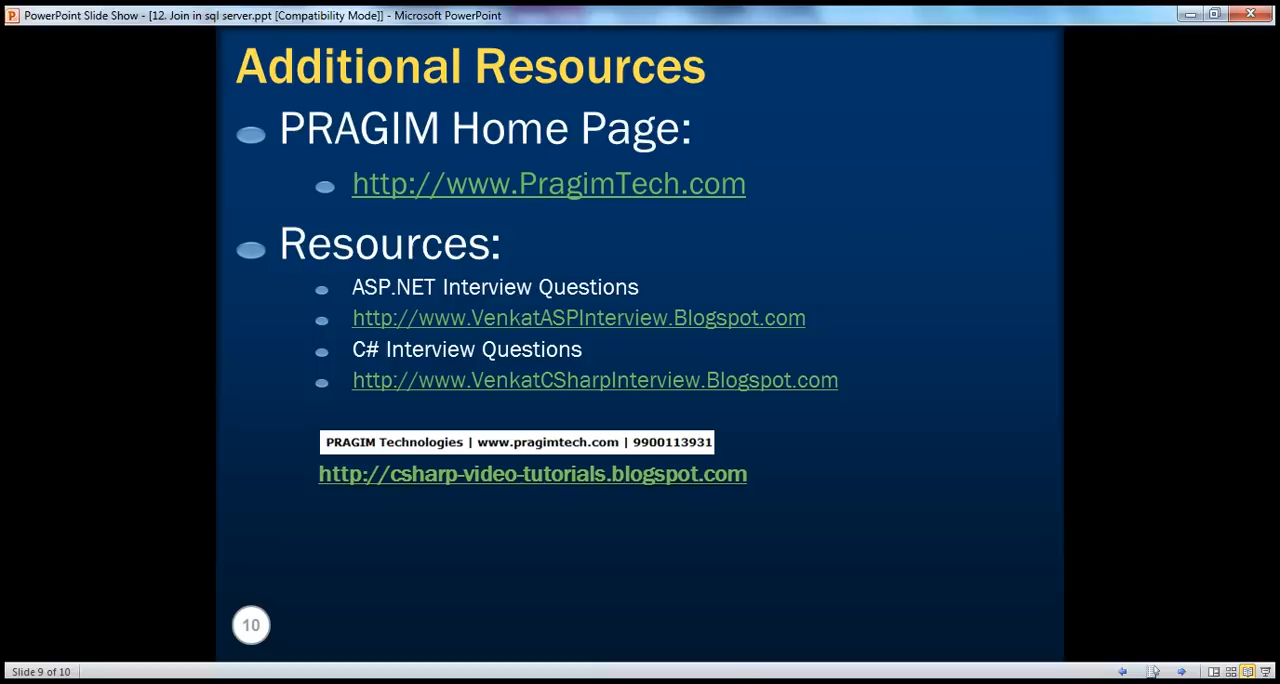 PowerPoint Slide Show - [12. Join in sql server.ppt [Compatibility Mode]] - Microsoft PowerPoint
Additional Resources
PRAGIM Home Page:
http://www.PragimTech.com
Resources:
ASP.NET Interview Questions
http://www.VenkatASPInterview.Blogspot.com
C# Interview Questions
http://www.VenkatCSharpInterview.Blogspot.com
PRAGIM Technologies | www.pragimtech.com | 9900113931
http://csharp-video-tutorials.blogspot.com
10
Slide 9 of 10